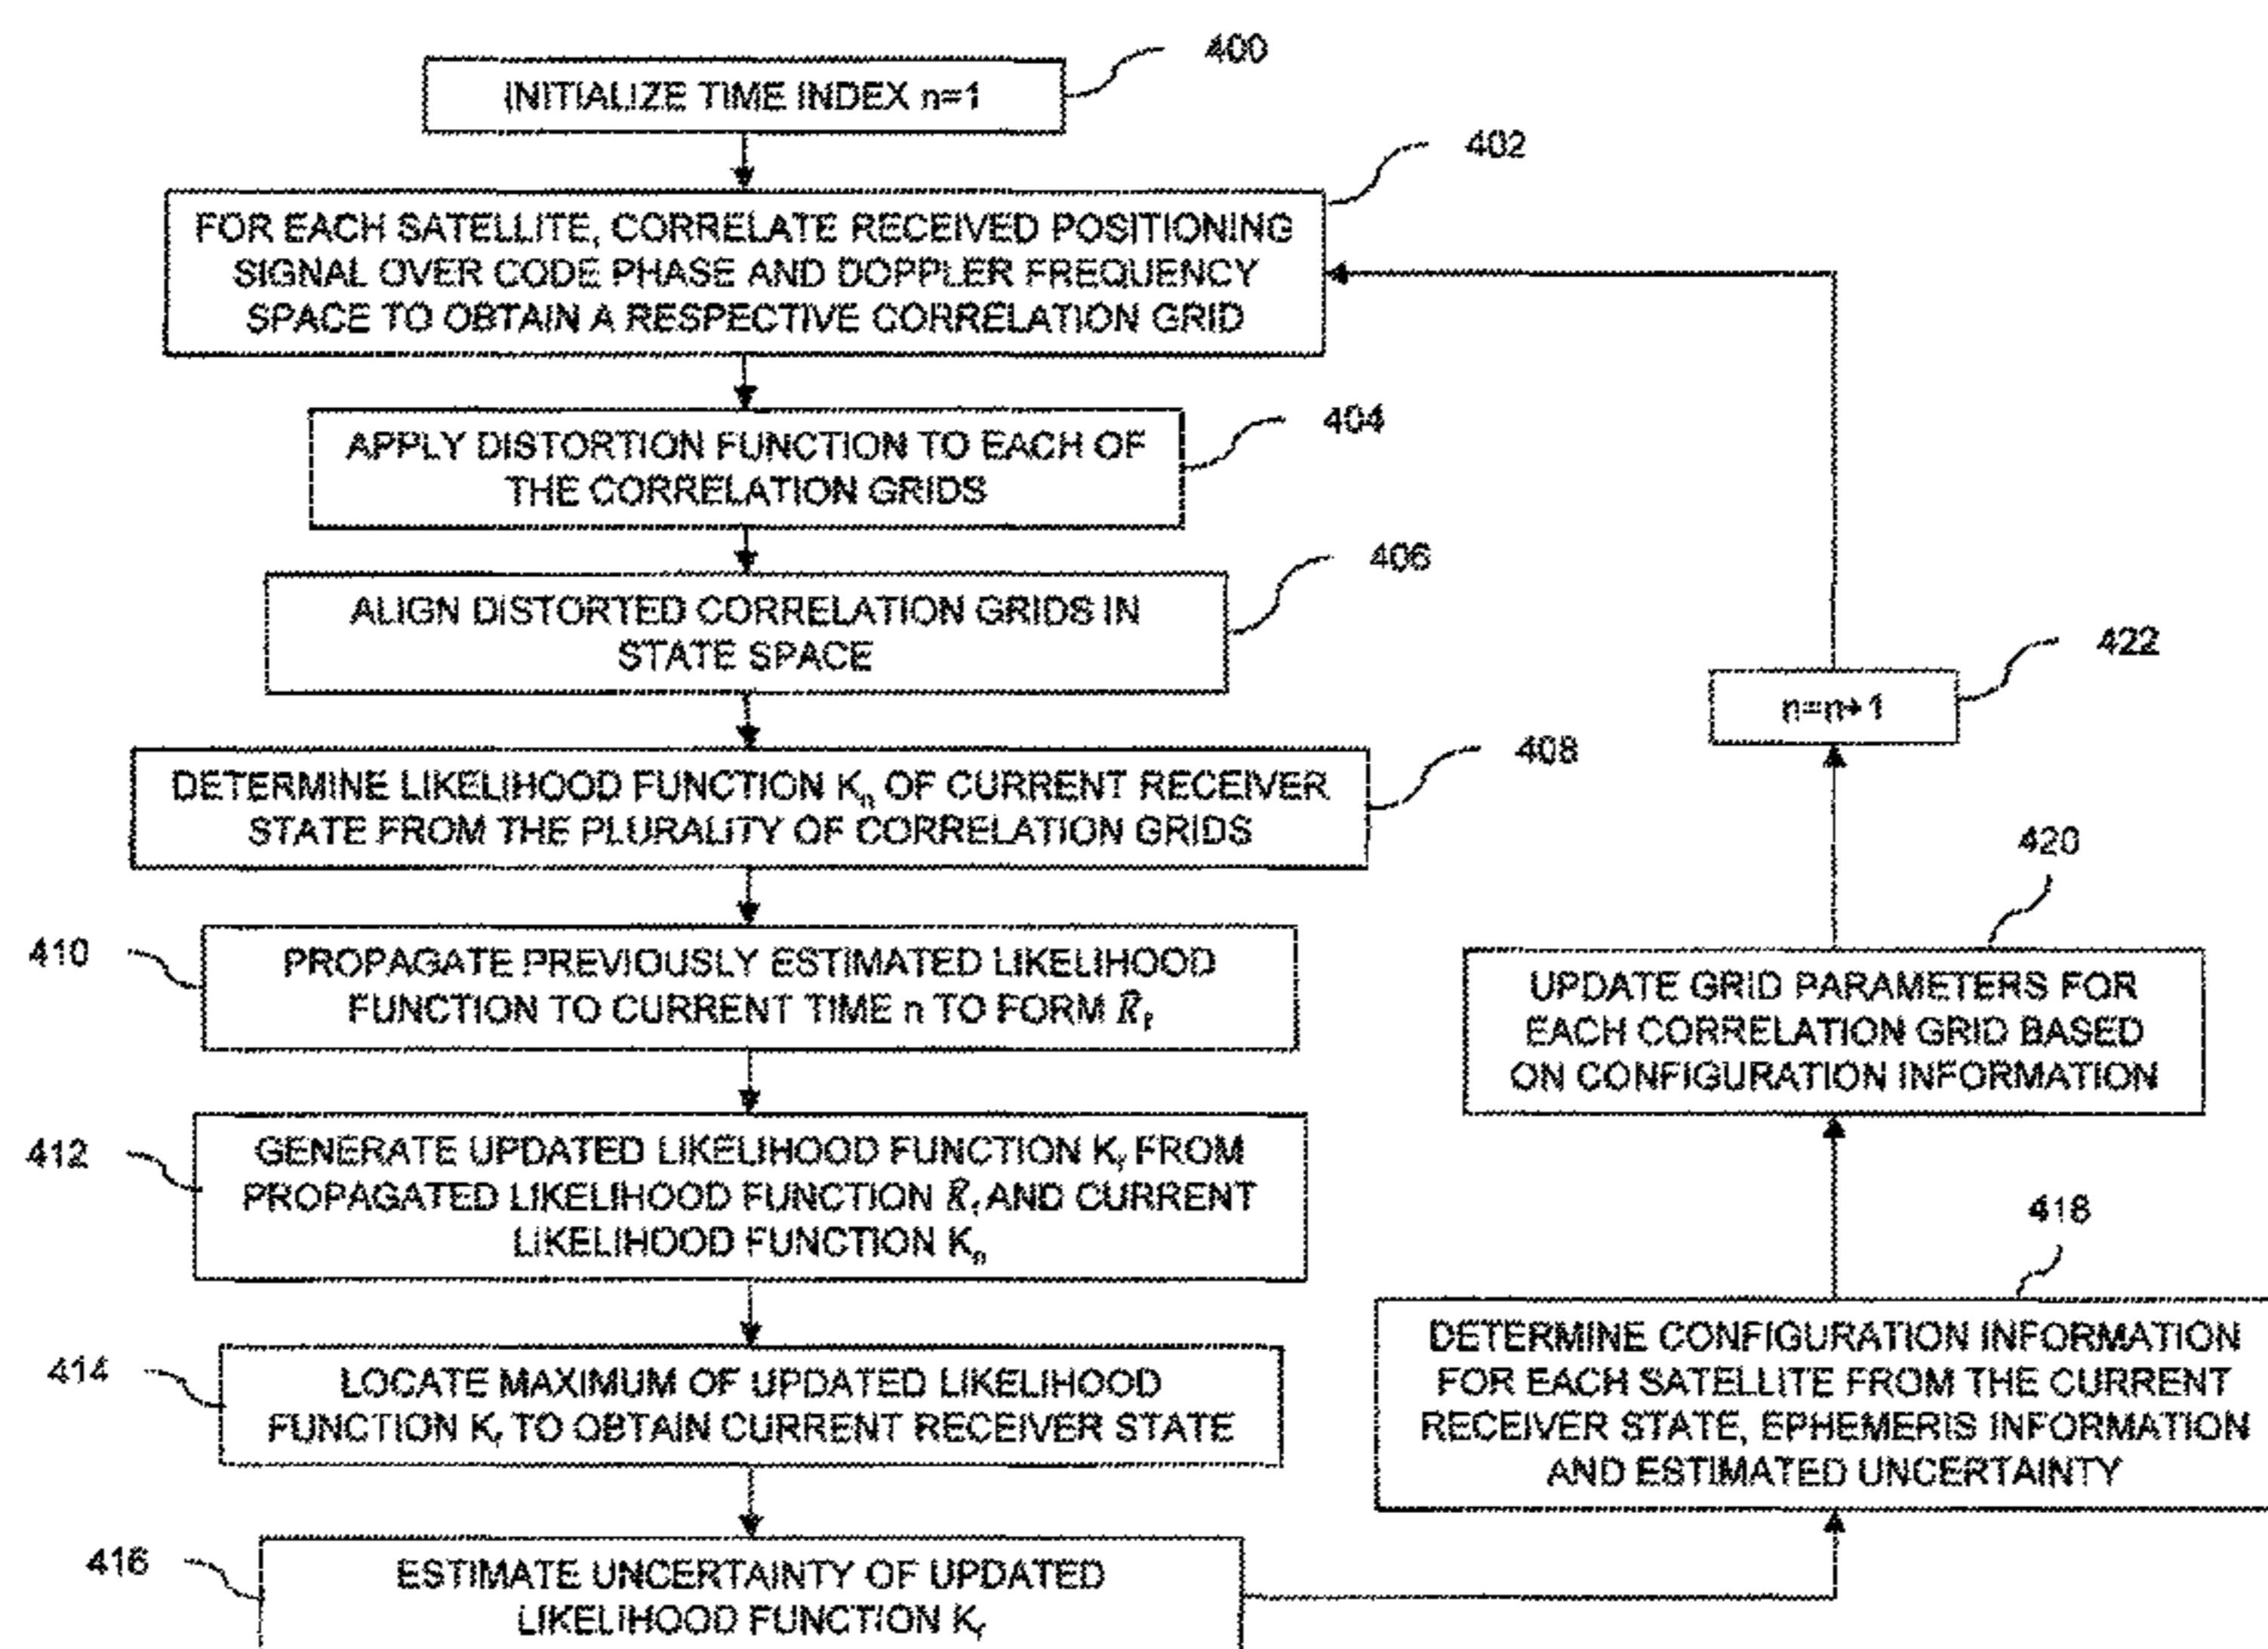 400
INITIALIZE TIME INDEX n=1
402
FOR EACH SATELLITE, CORRELATE RECEIVED POSITIONING
SIGNAL OVER CODE PHASE AND DOPPLER FREQUENCY
SPACE TO OBTAIN A RESPECTIVE CORRELATION GRID
404
APPLY DISTORTION FUNCTION TO EACH OF
THE CORRELATION GRIDS
406
ALIGN DISTORTED CORRELATION GRIDS IN
STATE SPACE
408
DETERMINE LIKELIHOOD FUNCTION Kₙ OF CURRENT RECEIVER
STATE FROM THE PLURALITY OF CORRELATION GRIDS
410
PROPAGATE PREVIOUSLY ESTIMATED LIKELIHOOD
FUNCTION TO CURRENT TIME n TO FORM
412
GENERATE UPDATED LIKELIHOOD FUNCTION K FROM
PROPAGATED LIKELIHOOD FUNCTION AND CURRENT
LIKELIHOOD FUNCTION Kₙ
414
LOCATE MAXIMUM OF UPDATED LIKELIHOOD
FUNCTION K TO OBTAIN CURRENT RECEIVER STATE
416
ESTIMATE UNCERTAINTY OF UPDATED
LIKELIHOOD FUNCTION K
418
DETERMINE CONFIGURATION INFORMATION
FOR EACH SATELLITE FROM THE CURRENT
RECEIVER STATE, EPHEMERIS INFORMATION
AND ESTIMATED UNCERTAINTY
420
UPDATE GRID PARAMETERS FOR
EACH CORRELATION GRID BASED
ON CONFIGURATION INFORMATION
422
n=n+1